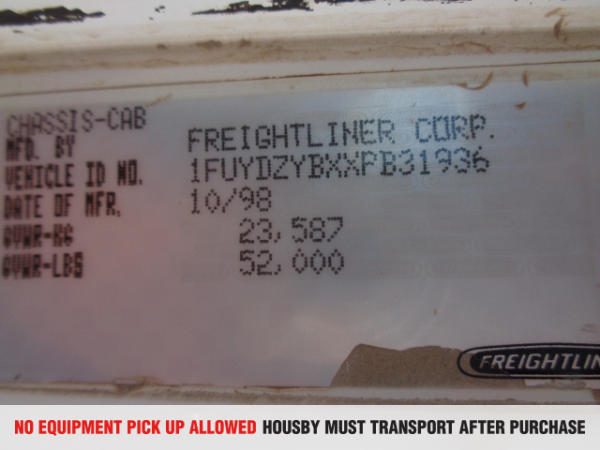 CHASSIS-CAB
MFD. BY FREIGHTLINER CORP.
VEHICLE ID NO. 1FUYDZYBXXPB31936
DATE OF MFR. 10/98
GVWR-KG 23,587
GVWR-LBS 52,000
FREIGHTLIN
NO EQUIPMENT PICK UP ALLOWED HOUSBY MUST TRANSPORT AFTER PURCHASE